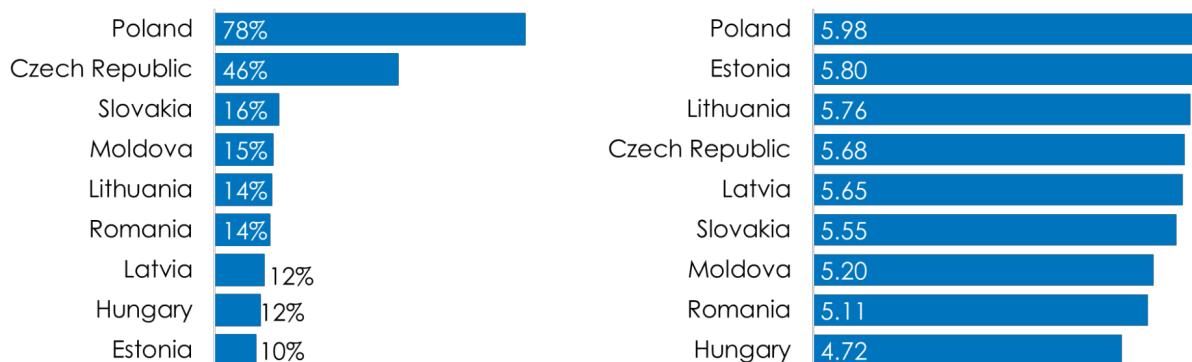 Poland 78%
Czech Republic 46%
Slovakia 16%
Moldova 15%
Lithuania 14%
Romania 14%
Latvia 12%
Hungary 12%
Estonia 10%
Poland 5.98
Estonia 5.80
Lithuania 5.76
Czech Republic 5.68
Latvia 5.65
Slovakia 5.55
Moldova 5.20
Romania 5.11
Hungary 4.72